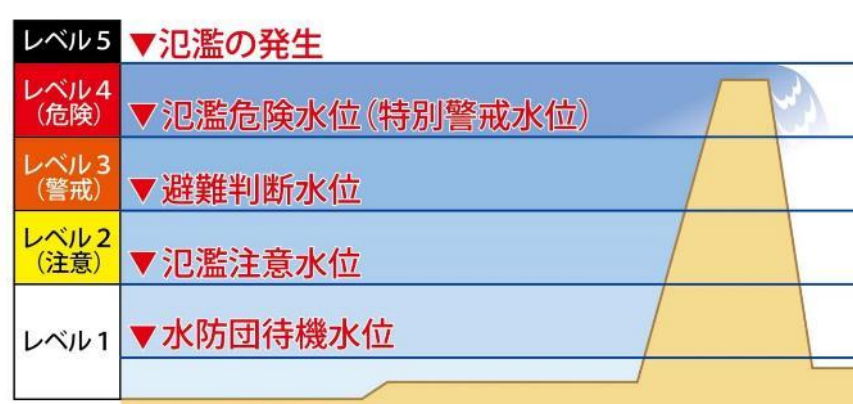 レベル5 ▼氾濫の発生
レベル4
(危険)
▼氾濫危険水位(特別警戒水位)
レベル3
(警戒)
▼避難判断水位
レベル2
(注意)
▼氾濫注意水位
レベル1 ▼水防団待機水位